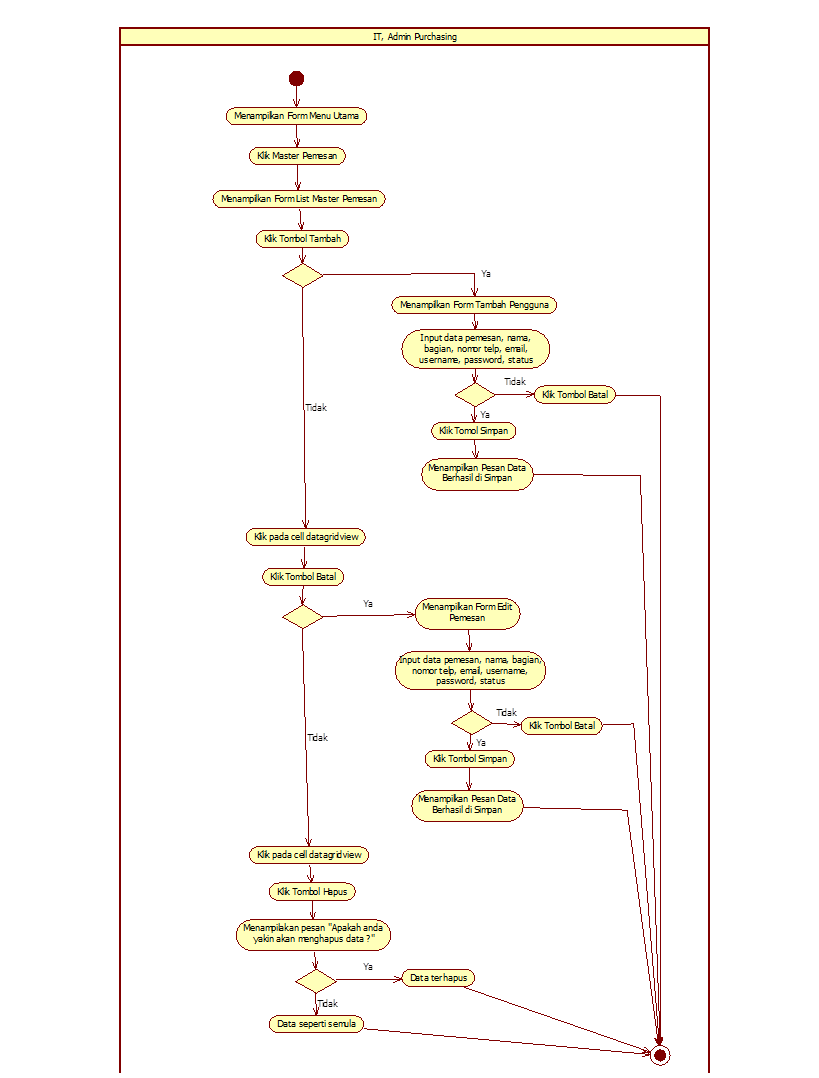 IT, Admin Purchasing
Menampilkan Form Menu Utama
Klik Master Pemesan
Menampilkan Form List Master Pemesan
Klik Tombol Tambah
Ya
Menampilkan Form Tambah Pengguna
Input data pemesan, nama,
bagian, nomor telp, email,
username, password, status
Tidak
Klik Tombol Batal
Tidak
Ya
Klik Tomol Simpan
Menampilkan Pesan Data
Berhasil di Simpan
Klik pada cell datagridview
Klik Tombol Batal
Ya
Menampilkan Form Edit
Pemesan
Input data pemesan, nama, bagian,
nomor telp, email, username,
password, status
Tidak
Klik Tombol Batal
Tidak
Ya
Klik Tombol Simpan
Menampilkan Pesan Data
Berhasil di Simpan
Klik pada cell datagridview
Klik Tombol Hapus
Menampilakan pesan "Apakah anda
yakin akan menghapus data ?"
Ya
Data terhapus
Tidak
Data seperti semula